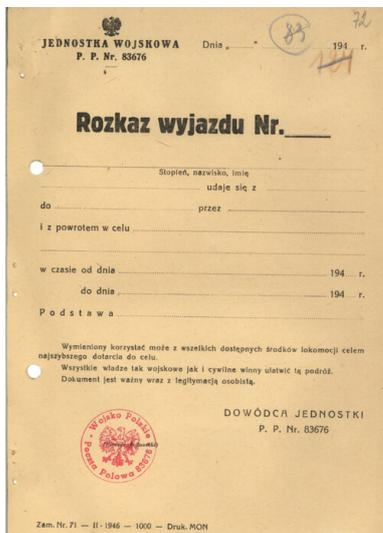 72
JEDNOSTKA WOJSKOWA
P. P. Nr. 83676
Dnia „ " 194 r.
83
124
Rozkaz wyjazdu Nr.
Stopień, nazwisko, imię
udaje się z
do przez
i z powrotem w celu
w czasie od dnia 194 r.
do dnia 194 r.
Podstawa
Wymieniony korzystać może z wszelkich dostępnych środków lokomocji celem
najszybszego dotarcia do celu.
Wszystkie władze tak wojskowe jak i cywilne winny ułatwić tą podróż.
Dokument jest ważny wraz z legitymacją osobistą.
DOWÓDCA JEDNOSTKI
P. P. Nr. 83676
Wojsko Polskie
Poczta Polowa 83676
Zam. Nr. 71 — II-1946 — 1000 — Druk. MON